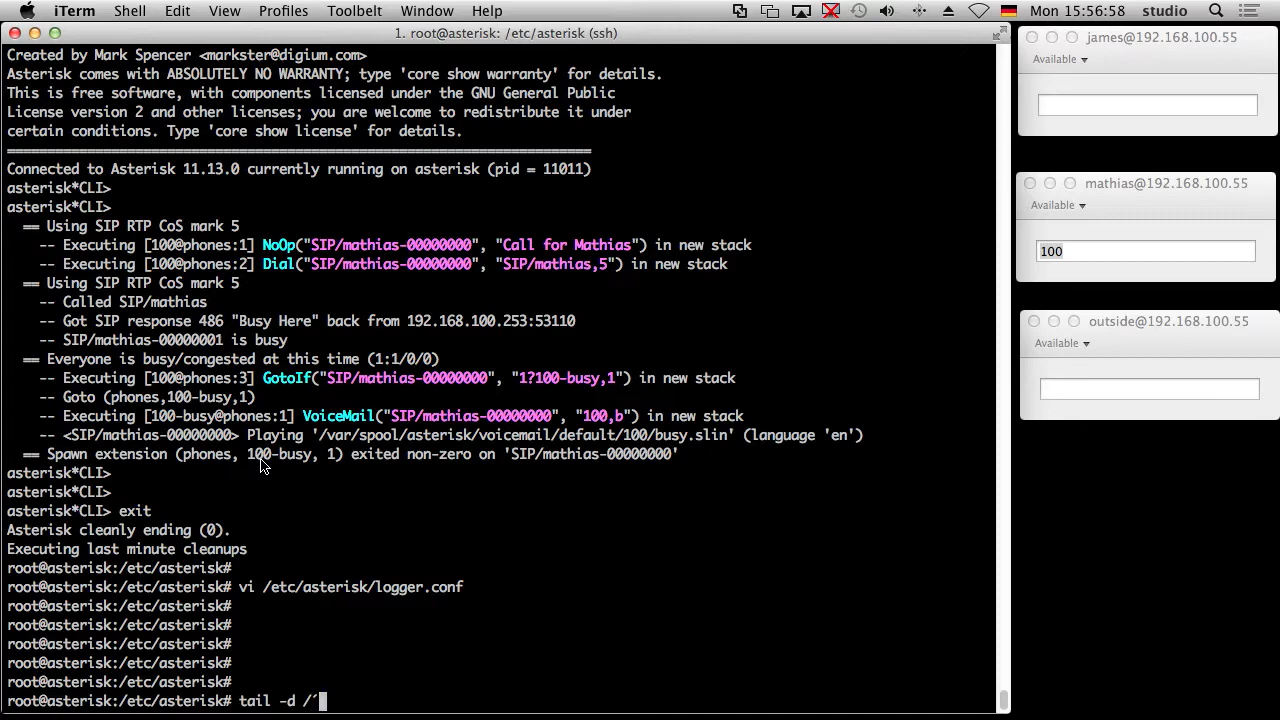 iTerm Shell Edit View Profiles Toolbelt Window Help Mon 15:56:58 studio
1. root@asterisk: /etc/asterisk (ssh)
Created by Mark Spencer <markster@digium.com>
Asterisk comes with ABSOLUTELY NO WARRANTY; type 'core show warranty' for details.
This is free software, with components licensed under the GNU General Public
License version 2 and other licenses; you are welcome to redistribute it under
certain conditions. Type 'core show license' for details.
=========================================================================
Connected to Asterisk 11.13.0 currently running on asterisk (pid = 11011)
asterisk*CLI>
asterisk*CLI>
== Using SIP RTP CoS mark 5
-- Executing [100@phones:1] NoOp("SIP/mathias-00000000", "Call for Mathias") in new stack
-- Executing [100@phones:2] Dial("SIP/mathias-00000000", "SIP/mathias,5") in new stack
== Using SIP RTP CoS mark 5
-- Called SIP/mathias
-- Got SIP response 486 "Busy Here" back from 192.168.100.253:53110
-- SIP/mathias-00000001 is busy
== Everyone is busy/congested at this time (1:1/0/0)
-- Executing [100@phones:3] GotoIf("SIP/mathias-00000000", "1?100-busy,1") in new stack
-- Goto (phones,100-busy,1)
-- Executing [100-busy@phones:1] VoiceMail("SIP/mathias-00000000", "100,b") in new stack
-- <SIP/mathias-00000000> Playing '/var/spool/asterisk/voicemail/default/100/busy.slin' (language 'en')
== Spawn extension (phones, 100-busy, 1) exited non-zero on 'SIP/mathias-00000000'
asterisk*CLI>
asterisk*CLI>
asterisk*CLI> exit
Asterisk cleanly ending (0).
Executing last minute cleanups
root@asterisk:/etc/asterisk#
root@asterisk:/etc/asterisk# vi /etc/asterisk/logger.conf
root@asterisk:/etc/asterisk#
root@asterisk:/etc/asterisk#
root@asterisk:/etc/asterisk#
root@asterisk:/etc/asterisk#
root@asterisk:/etc/asterisk#
root@asterisk:/etc/asterisk# tail -d /´
james@192.168.100.55
Available
mathias@192.168.100.55
Available
100
outside@192.168.100.55
Available